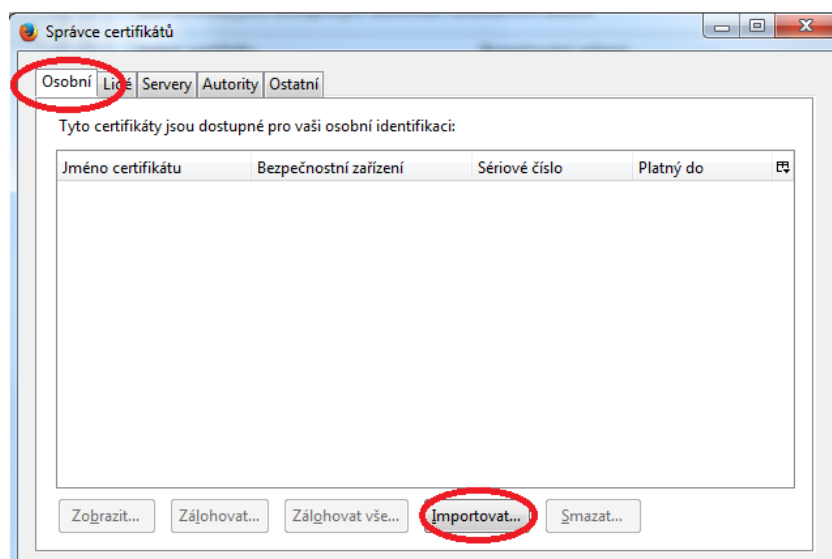 Správce certifikátů
Osobní Lidé Servery Autority Ostatní
Tyto certifikáty jsou dostupné pro vaši osobní identifikaci:
Jméno certifikátu Bezpečnostní zařízení Sériové číslo Platný do
Zobrazit... Zálohovat... Zálohovat vše... Importovat... Smazat...